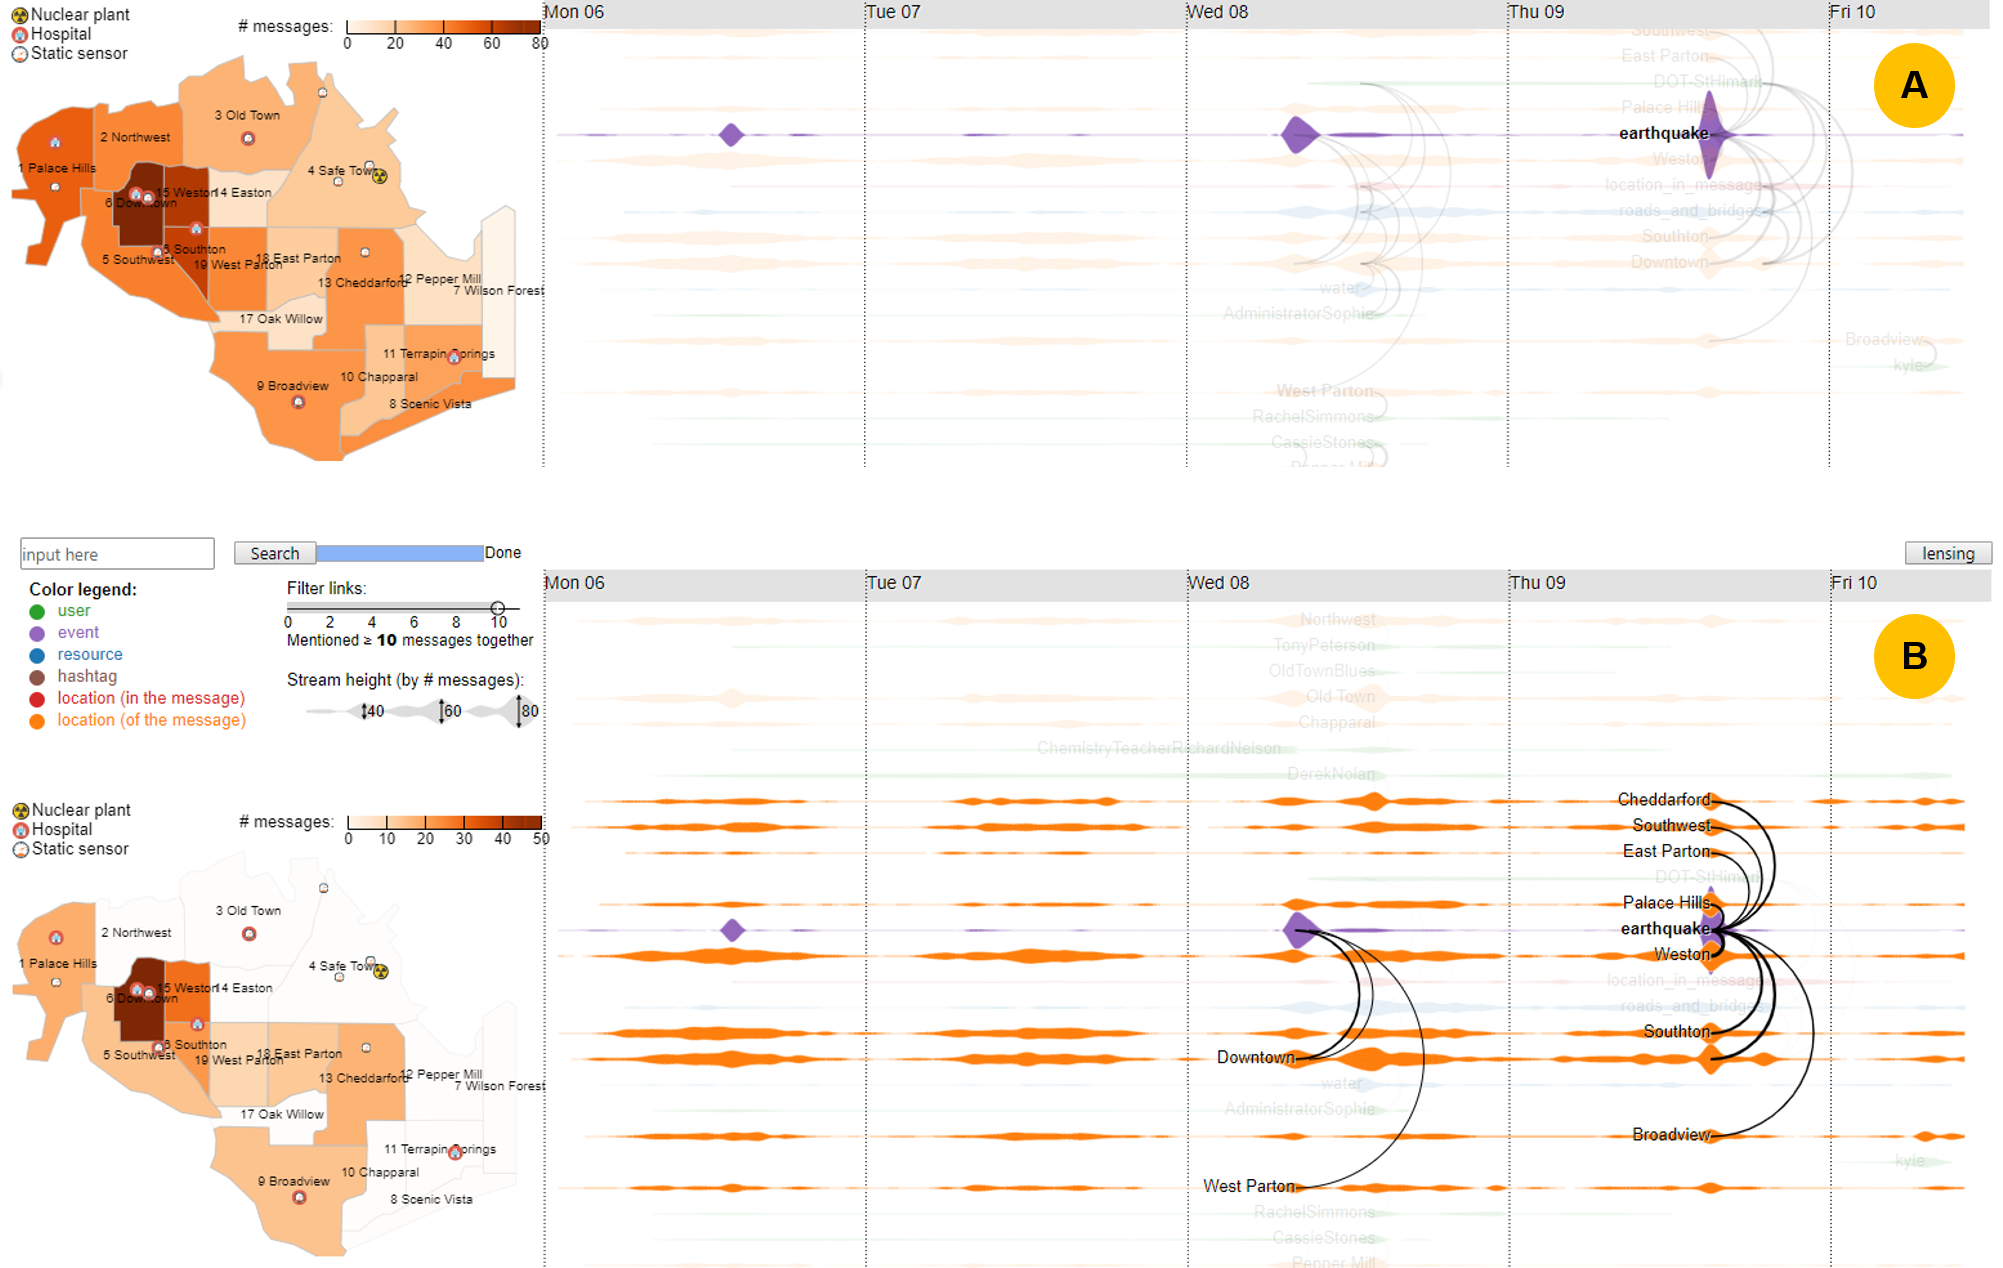 Nuclear plant
Hospital
Static sensor
# messages:
0 20 40 60 80
3 Old Town
2 Northwest
1 Palace Hills
4 Safe Town
15 Weston
14 Easton
6 Downtown
5 Southwest
Southton
19 West Parton
18 East Parton
13 Cheddarford
12 Pepper Mill
7 Wilson Forest
17 Oak Willow
11 Terrapin Springs
10 Chapparal
9 Broadview
8 Scenic Vista
Mon 06 Tue 07 Wed 08 Thu 09 Fri 10
A
Southwest
East Parton
DOT-StHimark
Palace Hills
earthquake
Weston
location_in_message
roads_and_bridges
Southton
Downtown
water
AdministratorSophie
Broadview
kyle
West Parton
RachelSimmons
CassieStones
Pepper Mill
input here
Search
Done
lensing
Color legend:
user
event
resource
hashtag
location (in the message)
location (of the message)
Filter links:
0 2 4 6 8 10
Mentioned ≥ 10 messages together
Stream height (by # messages):
40 60 80
Nuclear plant
Hospital
Static sensor
# messages:
0 10 20 30 40 50
3 Old Town
2 Northwest
1 Palace Hills
4 Safe Town
15 Weston
14 Easton
6 Downtown
5 Southwest
Southton
19 West Parton
18 East Parton
13 Cheddarford
12 Pepper Mill
7 Wilson Forest
17 Oak Willow
11 Terrapin Springs
10 Chapparal
9 Broadview
8 Scenic Vista
Mon 06 Tue 07 Wed 08 Thu 09 Fri 10
B
Northwest
TonyPeterson
OldTownBlues
Old Town
Chapparal
ChemistryTeacherRichardNelson
DerekNolan
Cheddarford
Southwest
East Parton
DOT-StHimark
Palace Hills
earthquake
Weston
location_in_message
roads_and_bridges
Southton
Downtown
water
AdministratorSophie
Broadview
kyle
West Parton
RachelSimmons
CassieStones
Pepper Mill